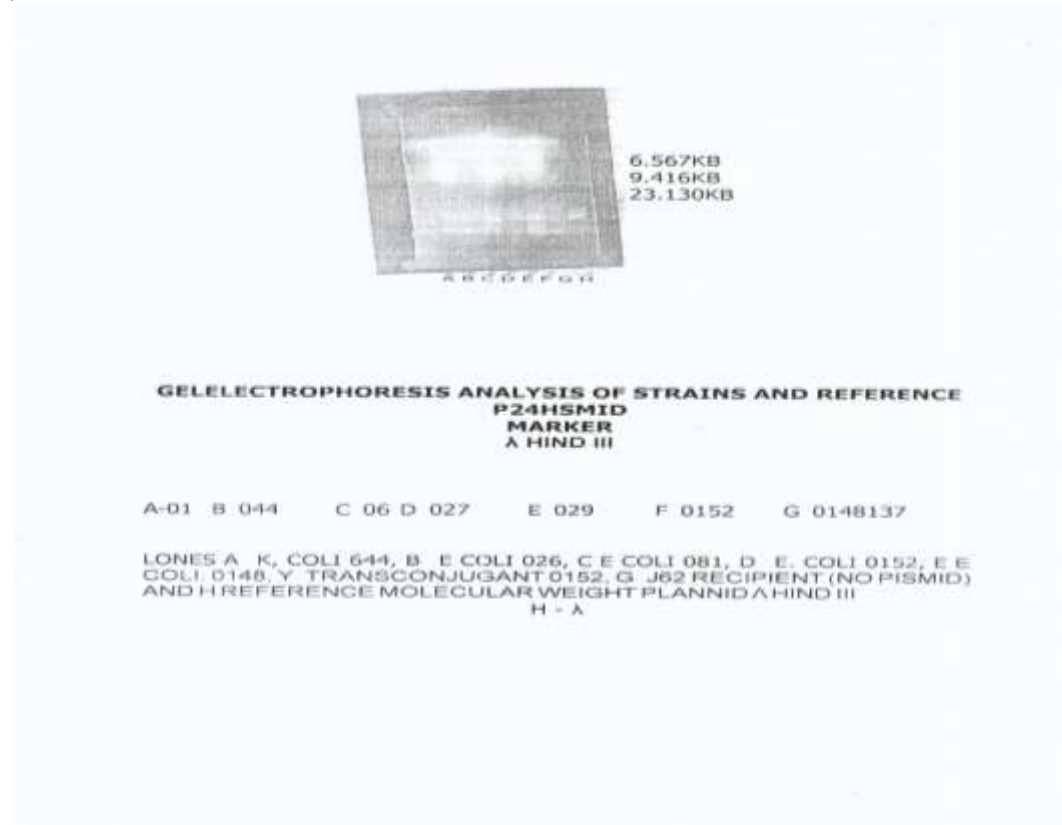 6.567KB
9.416KB
23.130KB
A B C D E F G H
GELELECTROPHORESIS ANALYSIS OF STRAINS AND REFERENCE
P24HSMID
MARKER
λ HIND III
A-01 B 044 C 06 D 027 E 029 F 0152 G 0148137
LONES A K, COLI 644, B E COLI 026, C E COLI 081, D E. COLI 0152, E E
COLI 0148, Y TRANSCONJUGANT 0152, G J62 RECIPIENT (NO PISMID)
AND H REFERENCE MOLECULAR WEIGHT PLANNID Λ HIND III
H - λ